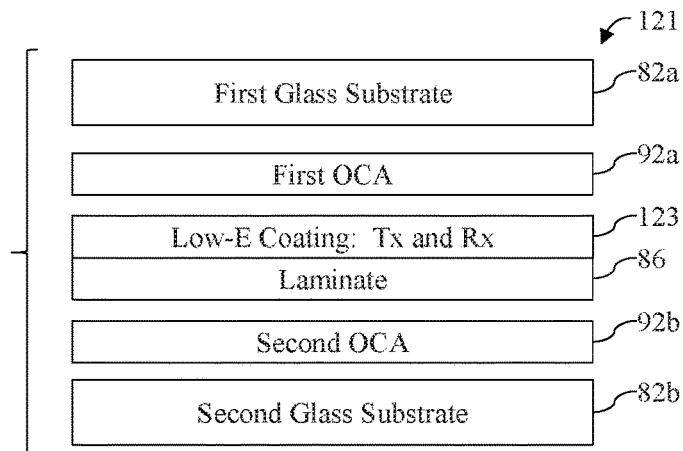 121
First Glass Substrate
82a
First OCA
92a
Low-E Coating: Tx and Rx
123
Laminate
86
Second OCA
92b
Second Glass Substrate
82b